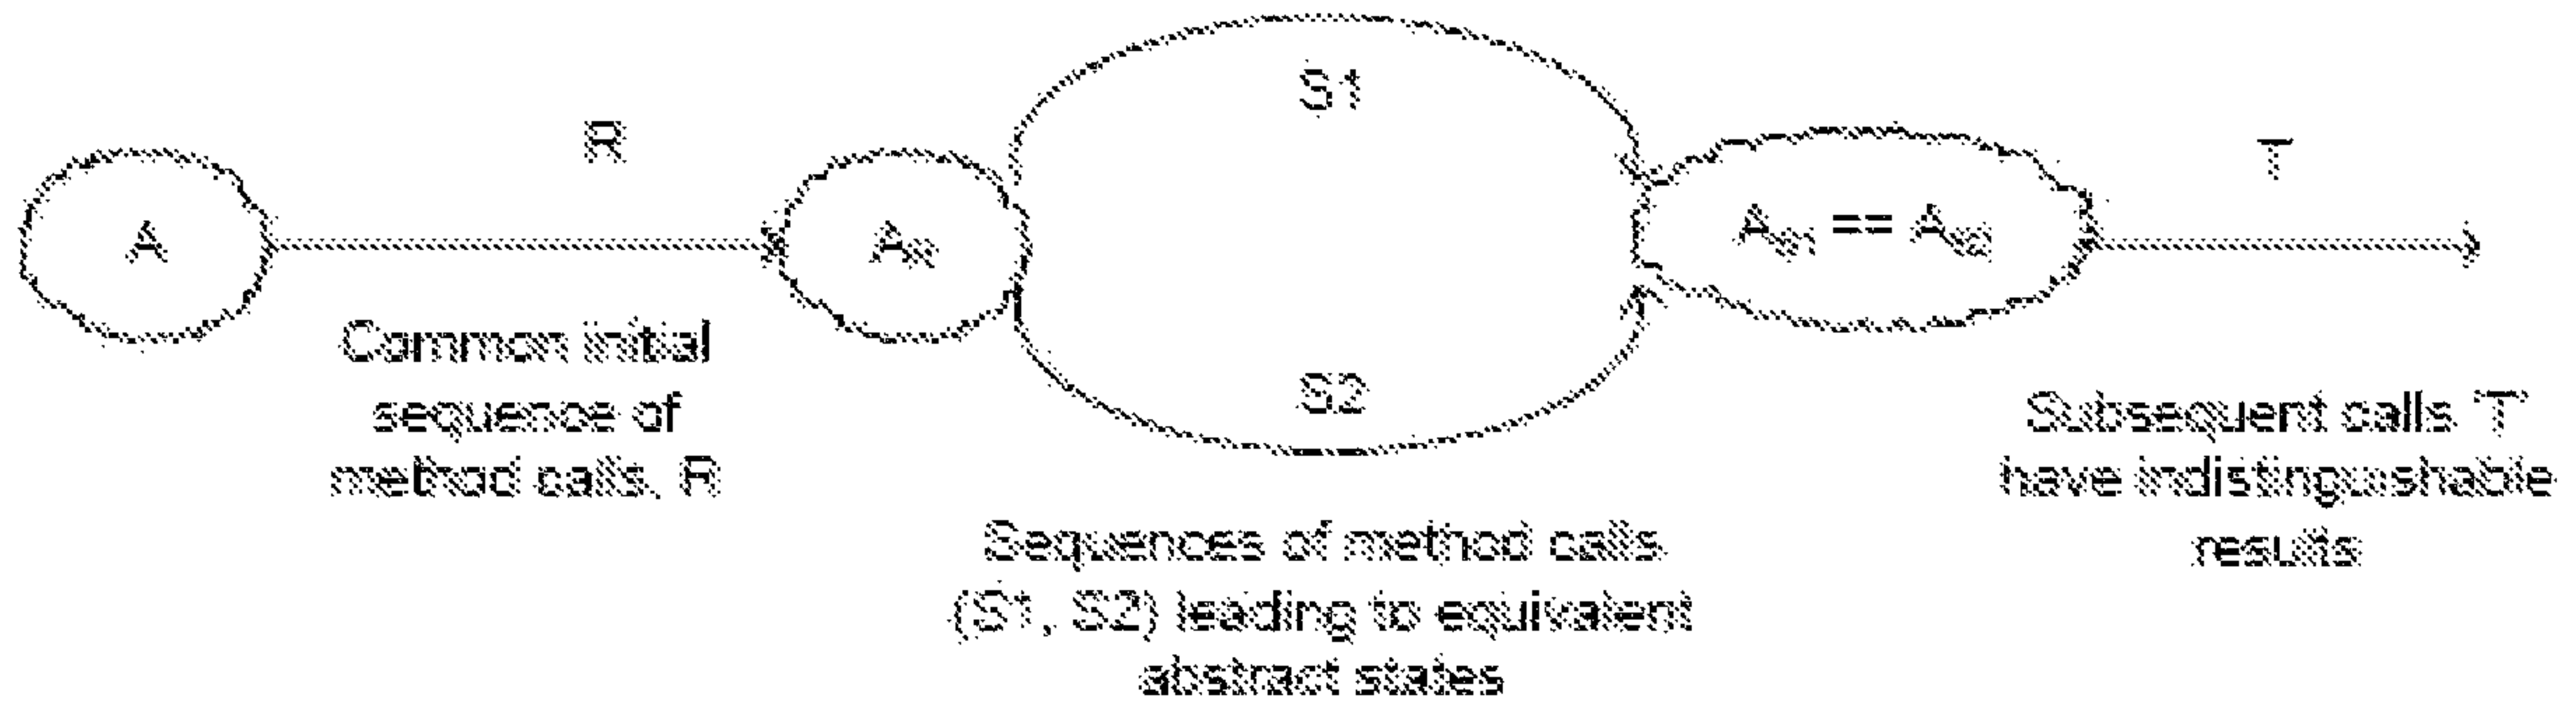 S1
R
T
A
AR
AS1 == AS2
Common initial
sequence of
method calls, R
S2
Subsequent calls 'T'
have indistinguishable
results
Sequences of method calls
(S1, S2) leading to equivalent
abstract states